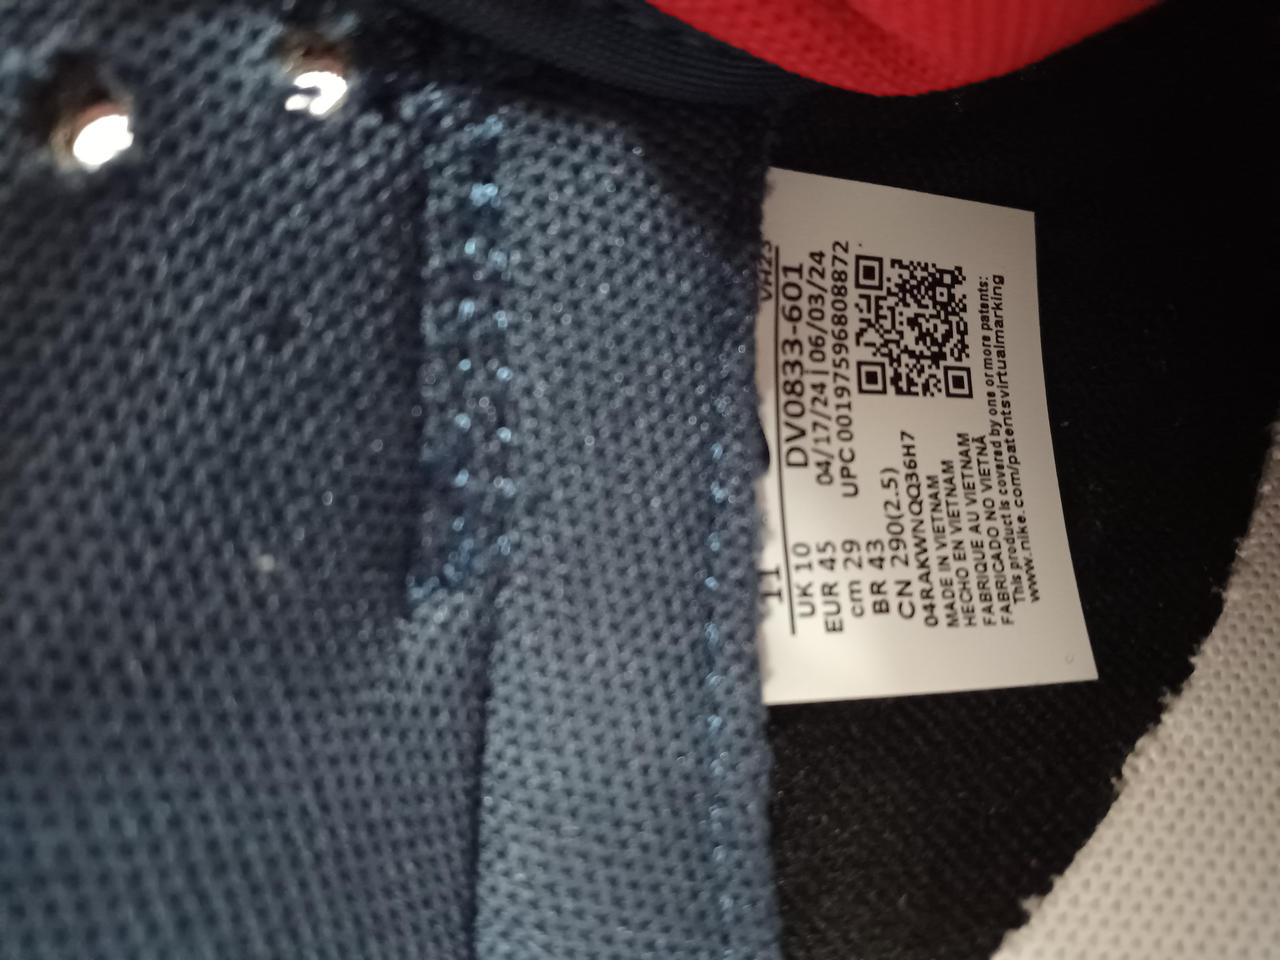 11
VH23
UK 10
DV0833-601
EUR 45
04/17/24|06/03/24
cm 29
UPC 00197596808872
BR 43
CN 290(2.5)
04RAKWNQQ36H7
MADE IN VIETNAM
HECHO EN VIETNAM
FABRIQUE AU VIETNAM
FABRICADO NO VIETNÃ
This product is covered by one or more patents:
www.nike.com/patentsvirtualmarking